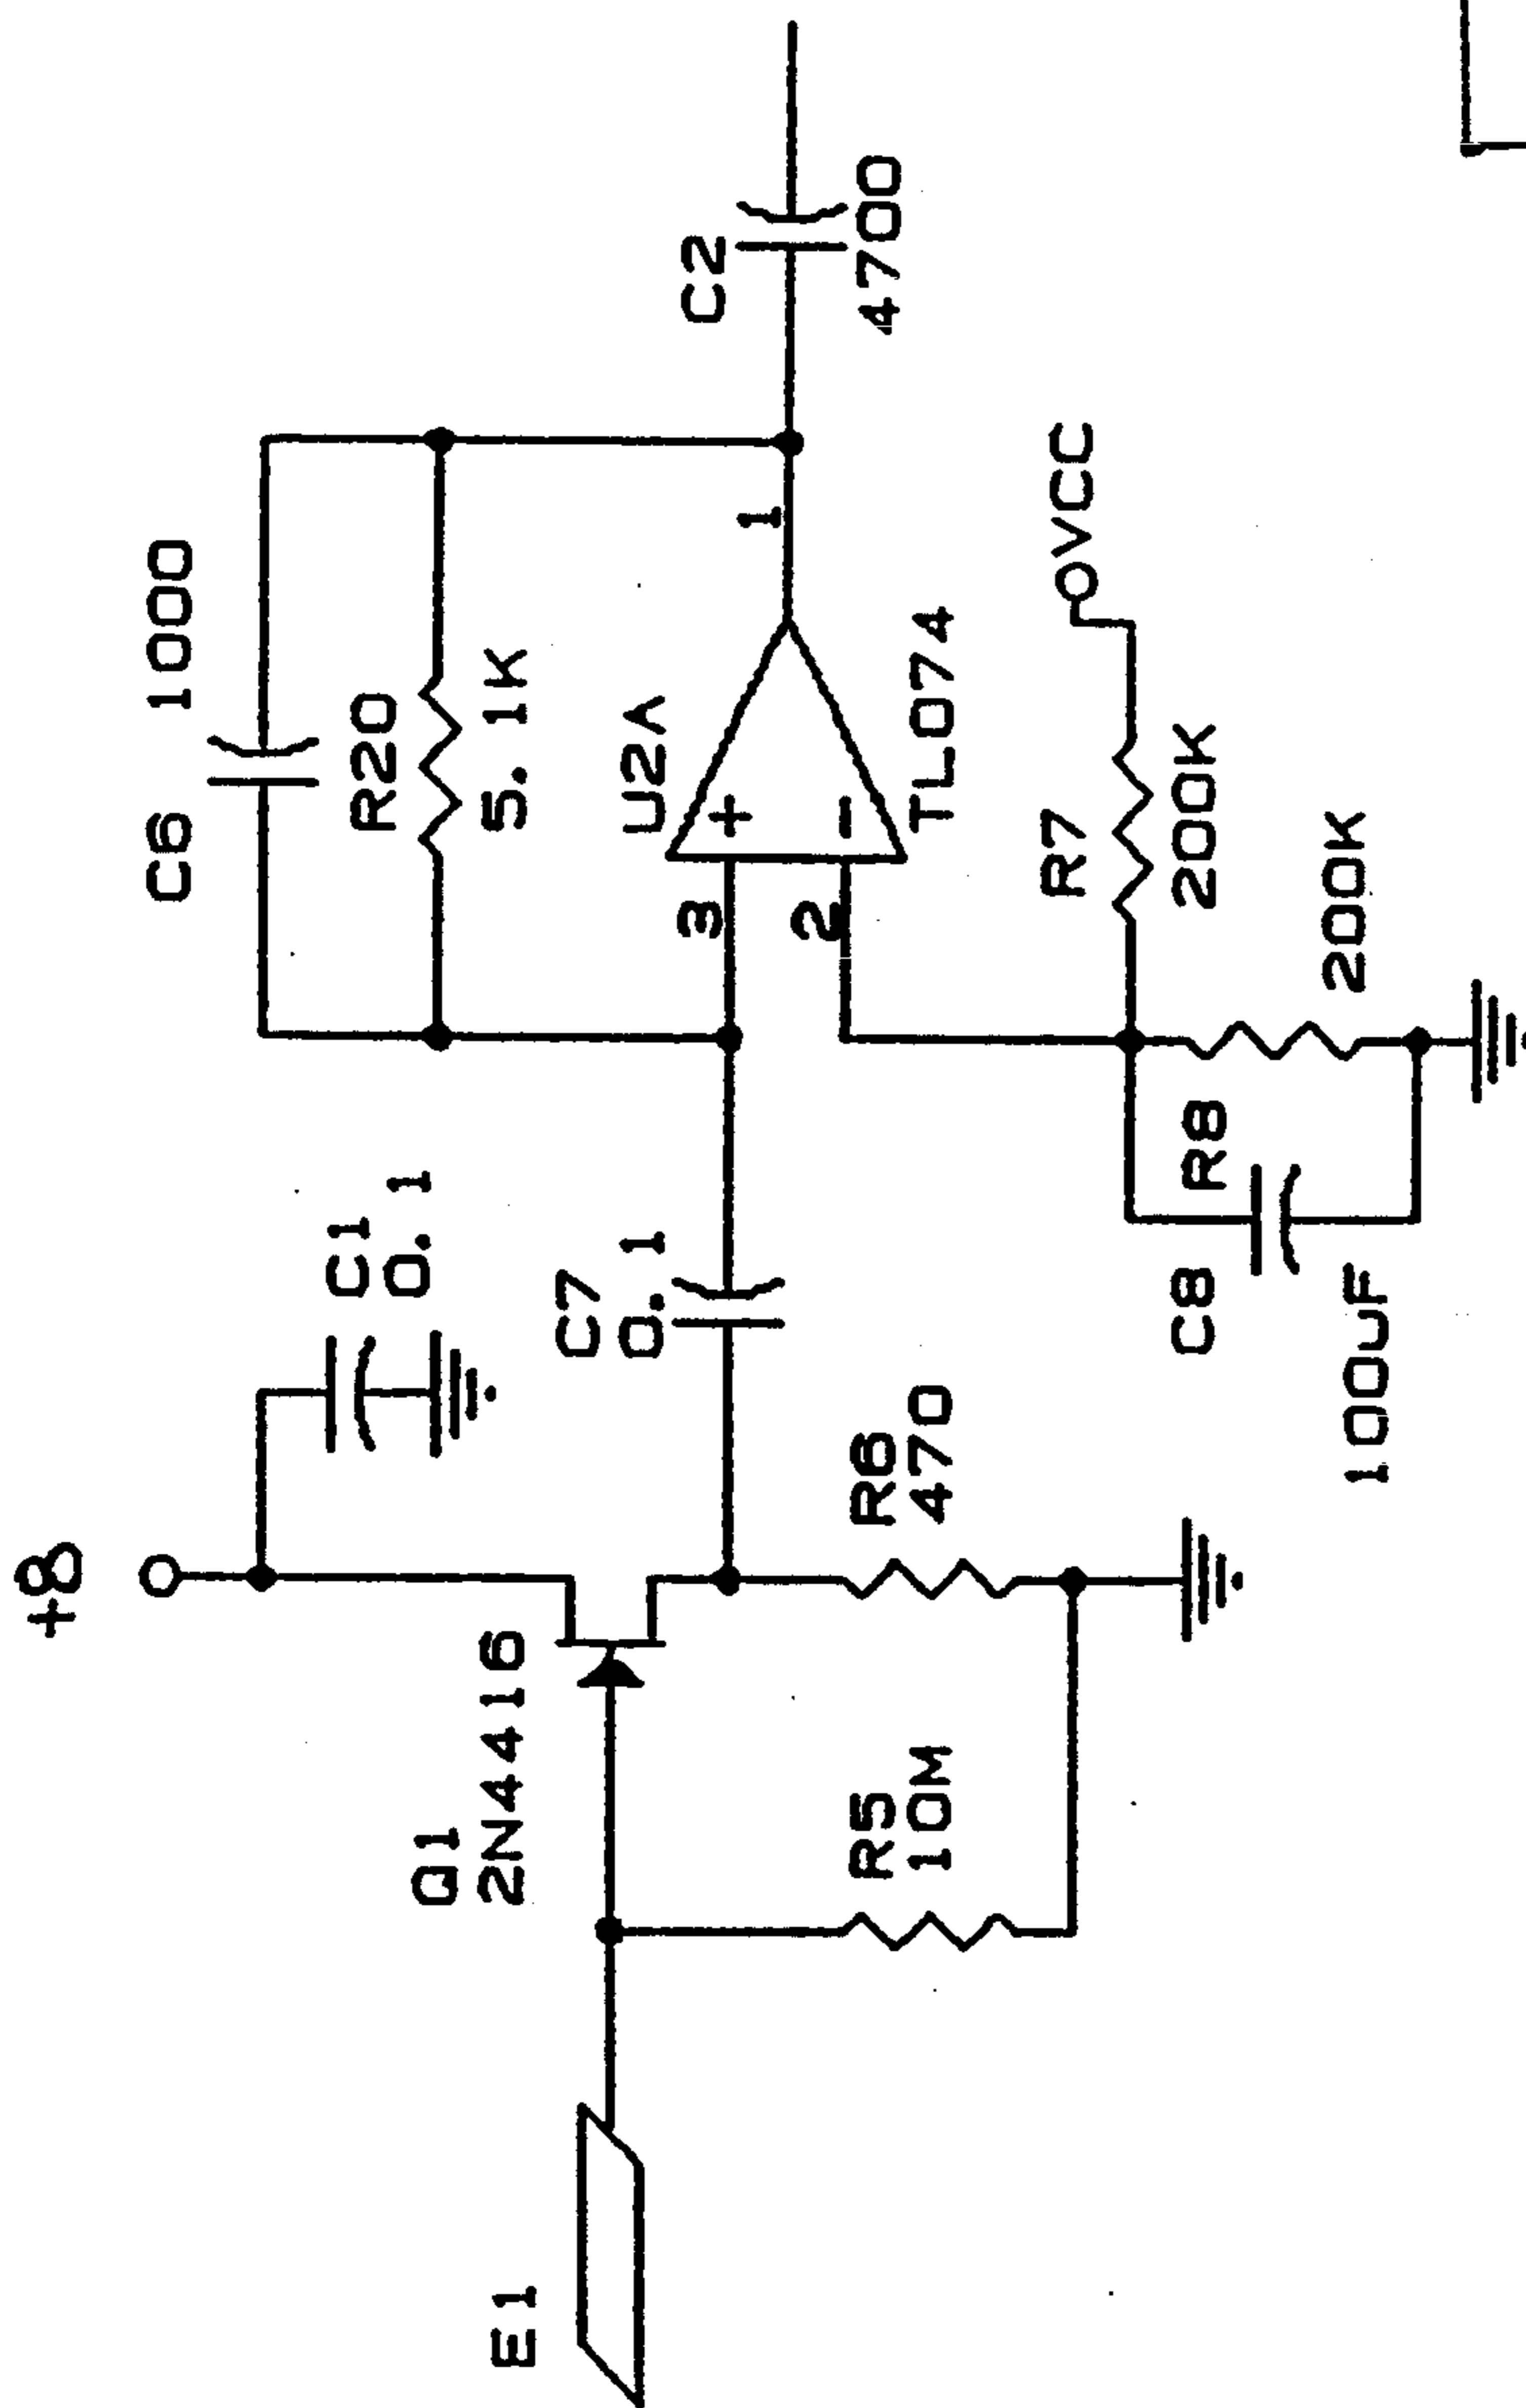 +8
C6 1000
R20
5.1K
C1
0.1
Q1
2N4416
C7
0.1
U2A
+
-
3
2
1
TL074
C2
4700
E1
R5
10M
R6
470
R7
200K
VCC
R8
200K
C8
100UF